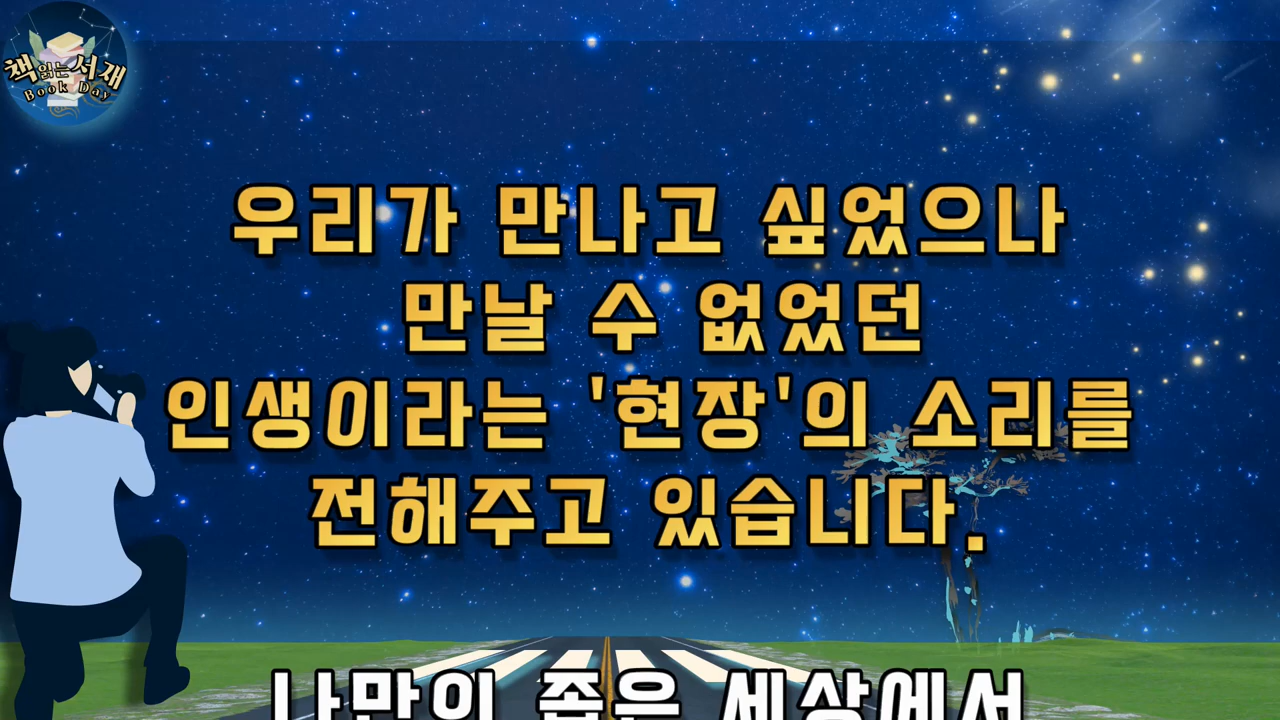 책 읽는 서재
Book Day
우리가 만나고 싶었으나
만날 수 없었던
인생이라는 '현장'의 소리를
전해주고 있습니다.
나만의 좁은 세상에서